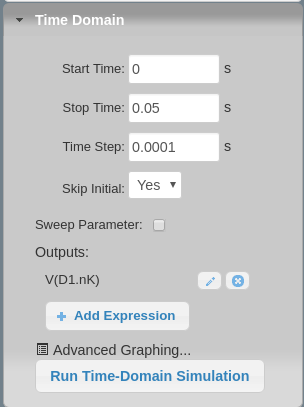 Time Domain
Start Time: 0 s
Stop Time: 0.05 s
Time Step: 0.0001 s
Skip Initial: Yes
Sweep Parameter:
Outputs:
V(D1.nK)
Add Expression
Advanced Graphing...
Run Time-Domain Simulation